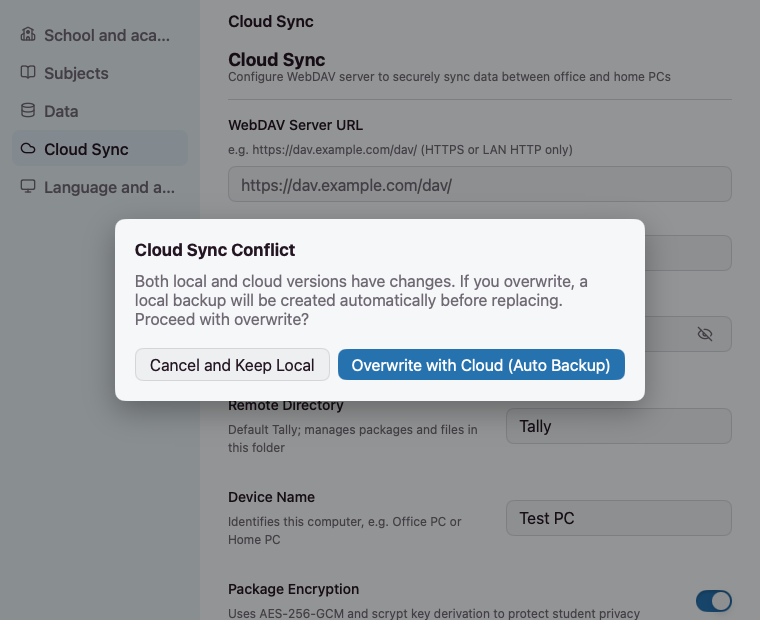 School and aca...
Subjects
Data
Cloud Sync
Language and a...
Cloud Sync
Cloud Sync
Configure WebDAV server to securely sync data between office and home PCs
WebDAV Server URL
e.g. https://dav.example.com/dav/ (HTTPS or LAN HTTP only)
https://dav.example.com/dav/
Cloud Sync Conflict
Both local and cloud versions have changes. If you overwrite, a
local backup will be created automatically before replacing.
Proceed with overwrite?
Cancel and Keep Local
Overwrite with Cloud (Auto Backup)
Remote Directory
Default Tally; manages packages and files in
this folder
Tally
Device Name
Identifies this computer, e.g. Office PC or
Home PC
Test PC
Package Encryption
Uses AES-256-GCM and scrypt key derivation to protect student privacy